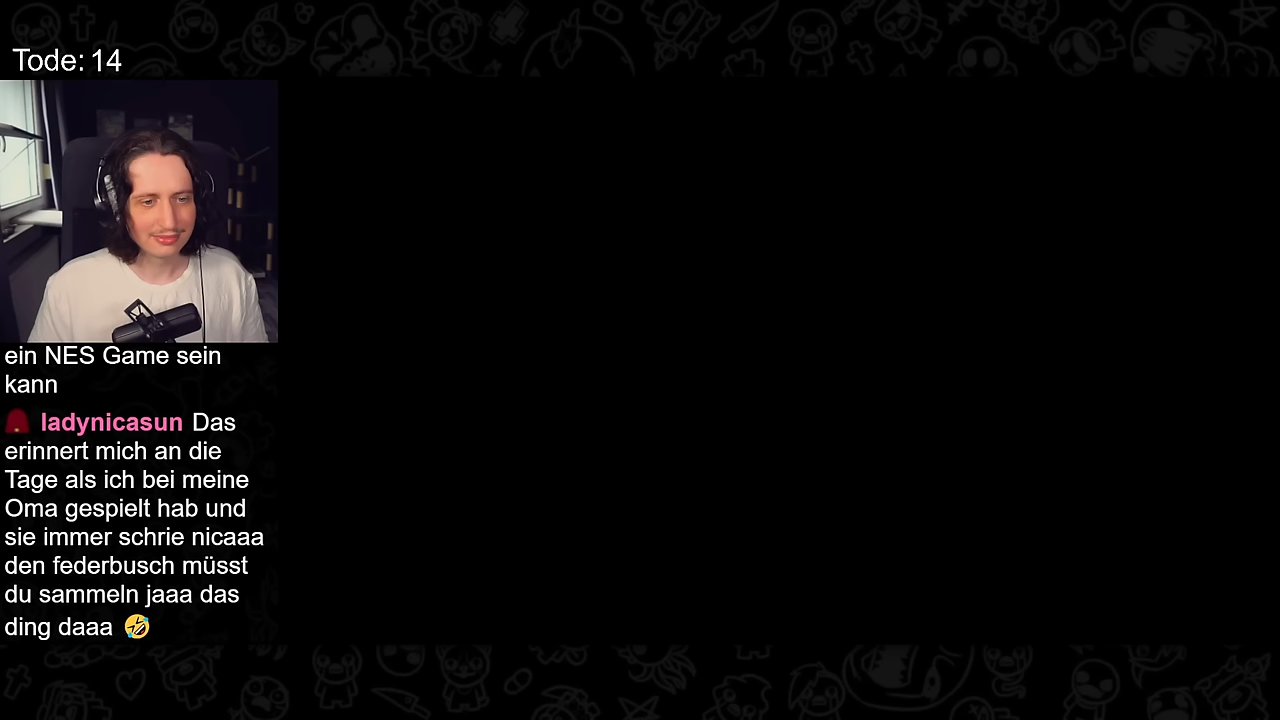 Tode: 14
ein NES Game sein
kann
ladynicasun Das
erinnert mich an die
Tage als ich bei meine
Oma gespielt hab und
sie immer schrie nicaaa
den federbusch müsst
du sammeln jaaa das
ding daaa 🤣